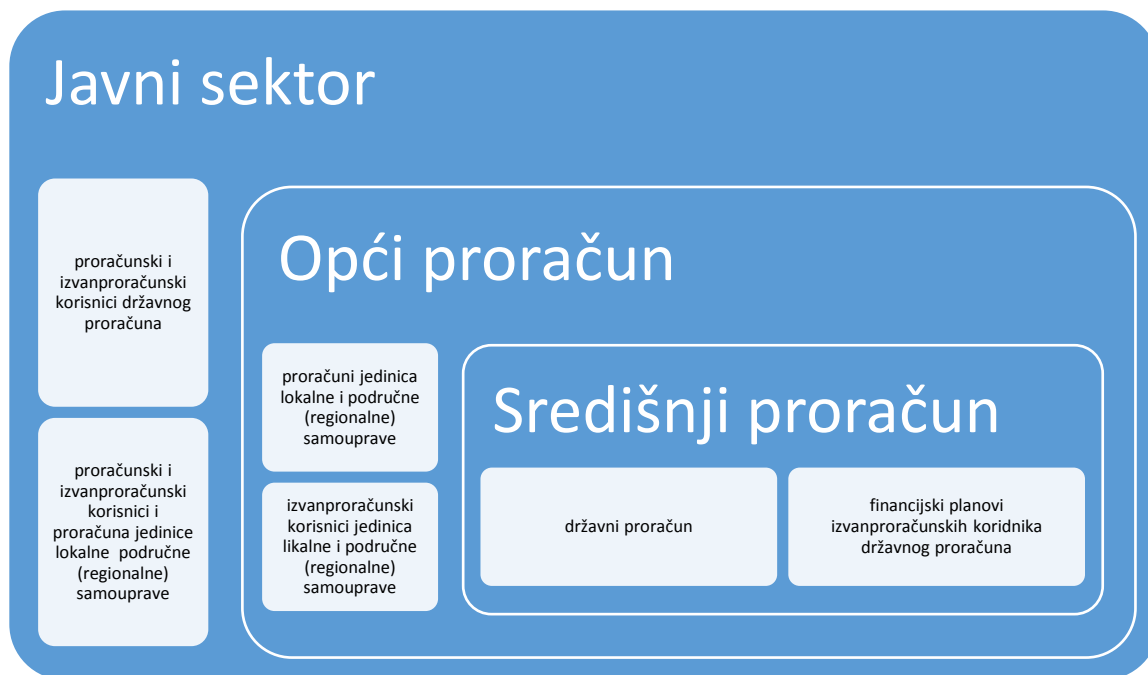 Javni sektor
proračunski i
izvanproračunski
korisnici državnog
proračuna
proračunski i
izvanproračunski
korisnici i
proračuna jedinice
lokalne  područne
(regionalne)
samouprave
Opći proračun
proračuni jedinica
lokalne i područne
(regionalne)
samouprave
izvanproračunski
korisnici jedinica
likalne i područne
(regionalne)
samouprave
Središnji proračun
državni proračun
financijski planovi
izvanproračunskih koridnika
državnog proračuna